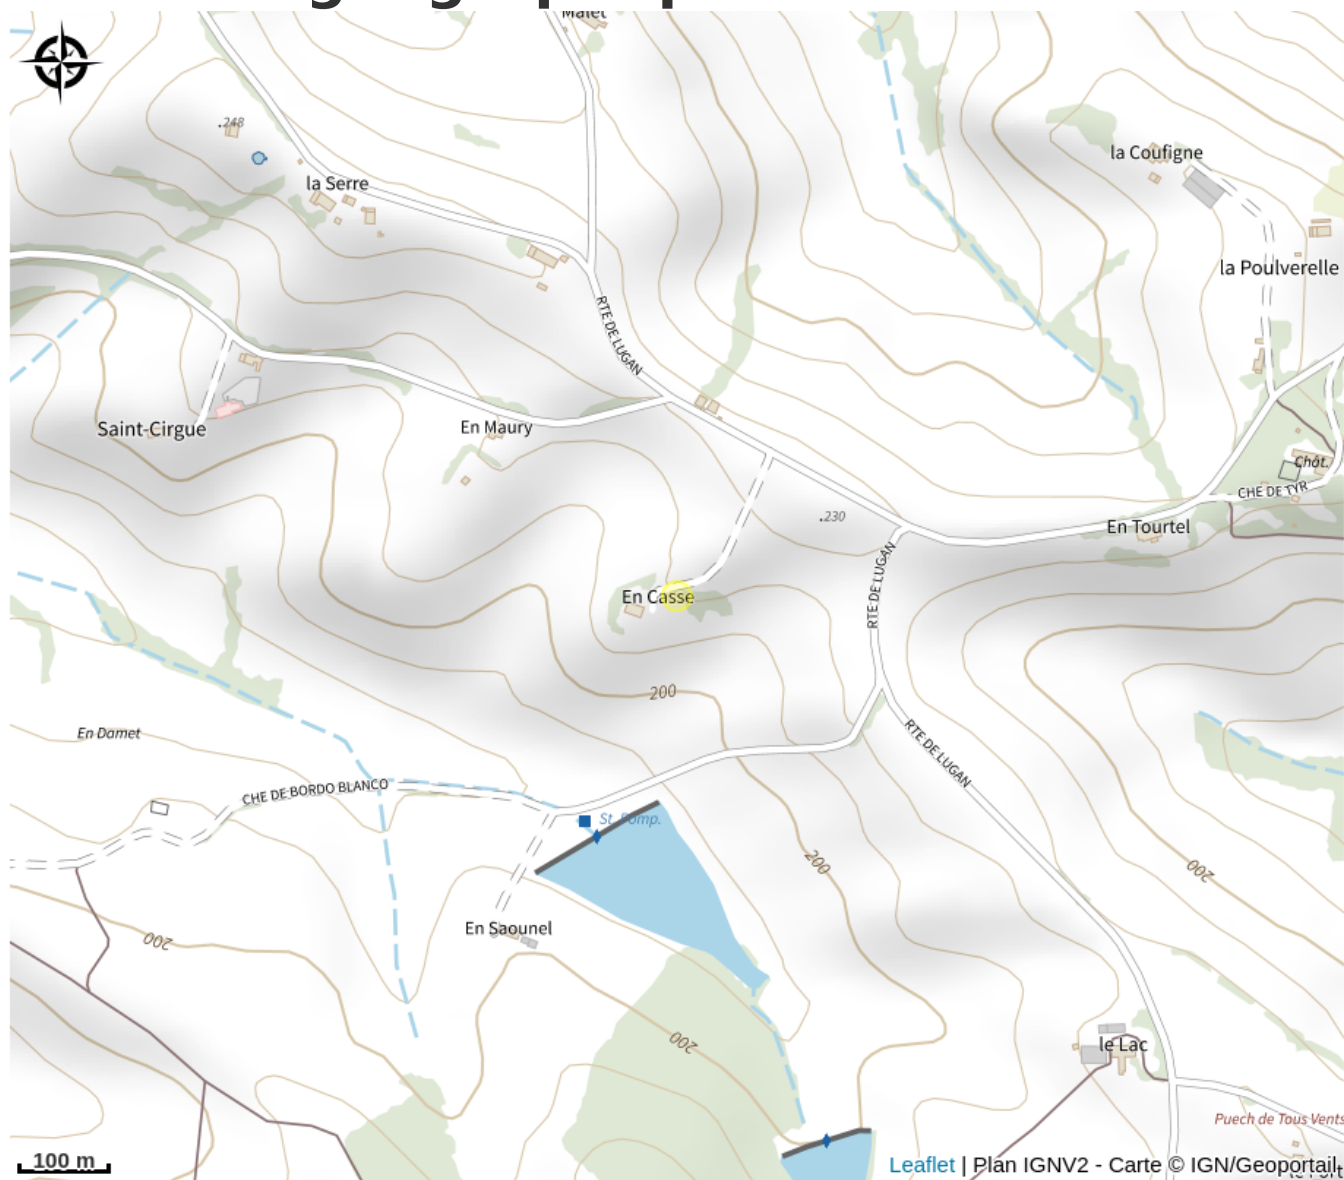 Malet
.248
la Coufigne
la Serre
la Poulverelle
RTE DE LUGAN
Saint-Cirgue
En Maury
Chât.
CHE DE TYR
.230
En Tourtel
RTE DE LUGAN
En Casse
200
En Damet
RTE DE LUGAN
CHE DE BORDO BLANCO
St. Pomp.
200
200
En Saounel
200
200
le Lac
Puech de Tous Vents
100 m
Leaflet | Plan IGNV2 - Carte © IGN/Geoportail